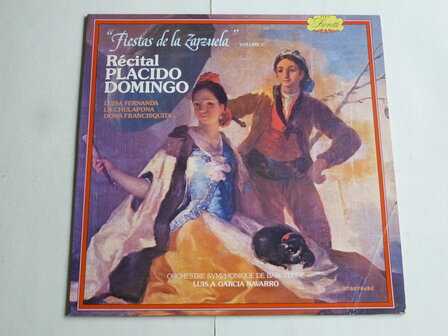 "Fiestas de la Zarzuela" VOLUME 1
Récital
PLACIDO
DOMINGO
LUISA FERNANDA
LA CHULAPONA
DONA FRANCISQUITA...
ORCHESTRE SYMPHONIQUE DE BARCELONE
LUIS A. GARCIA NAVARRO